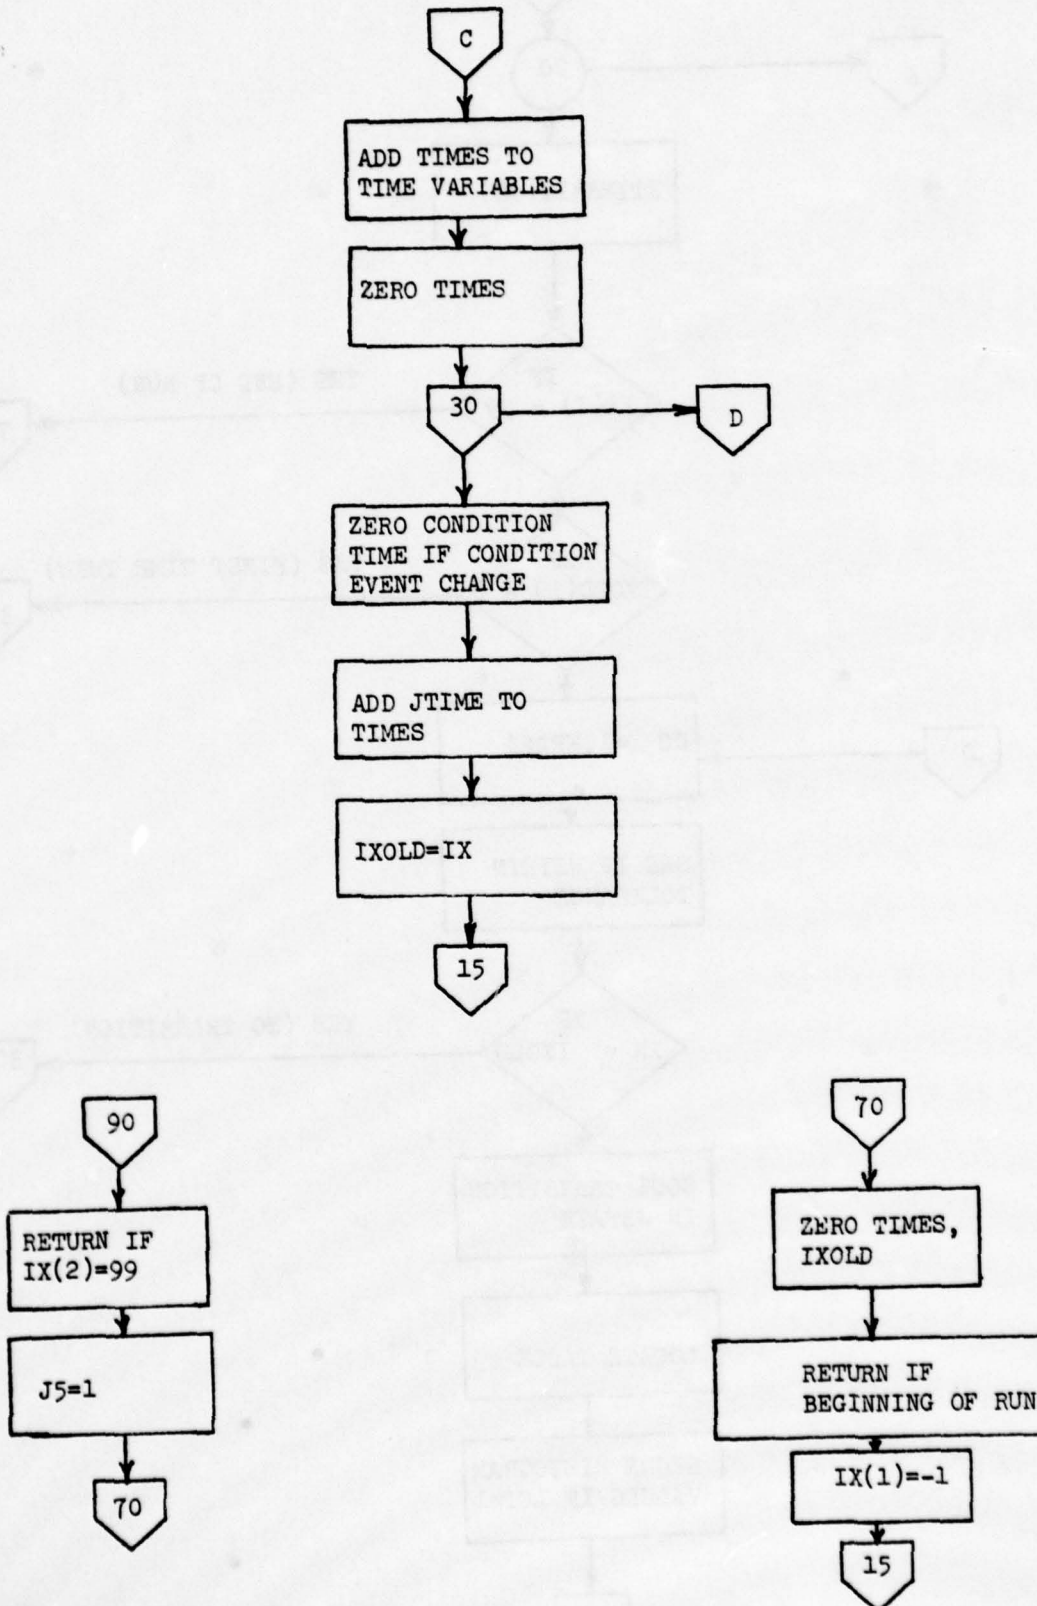 C
ADD TIMES TO
TIME VARIABLES
ZERO TIMES
30
D
ZERO CONDITION
TIME IF CONDITION
EVENT CHANGE
ADD JTIME TO
TIMES
IXOLD=IX
15
90
RETURN IF
IX(2)=99
J5=1
70
70
ZERO TIMES,
IXOLD
RETURN IF
BEGINNING OF RUN
IX(1)=-1
15